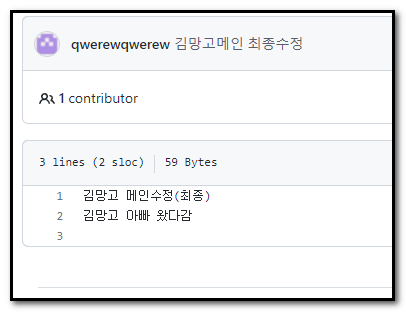 qwerewqwerew 김망고메인 최종수정
1 contributor
3 lines (2 sloc) 59 Bytes
1 김망고 메인수정(최종)
2 김망고 아빠 왔다감
3